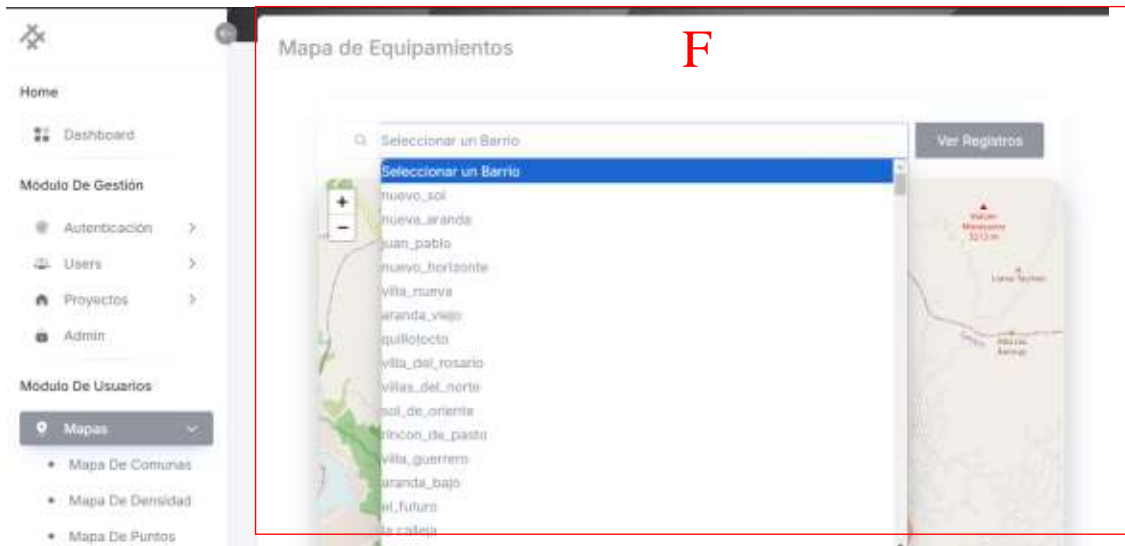 Home
Dashboard
Módulo De Gestión
Autenticación
Users
Proyectos
Admin
Módulo De Usuarios
Mapas
Mapa De Comunas
Mapa De Densidad
Mapa De Puntos
Mapa de Equipamientos
F
Seleccionar un Barrio
Ver Registros
Seleccionar un Barrio
nuevo_sol
nueva_aranda
juan_pablo
nuevo_horizonte
villa_nueva
aranda_viejo
quillotocto
villa_del_rosario
villas_del_norte
sol_de_oriente
rincon_de_pasto
villa_guerrero
aranda_bajo
el_futuro
la_calleja
+
−